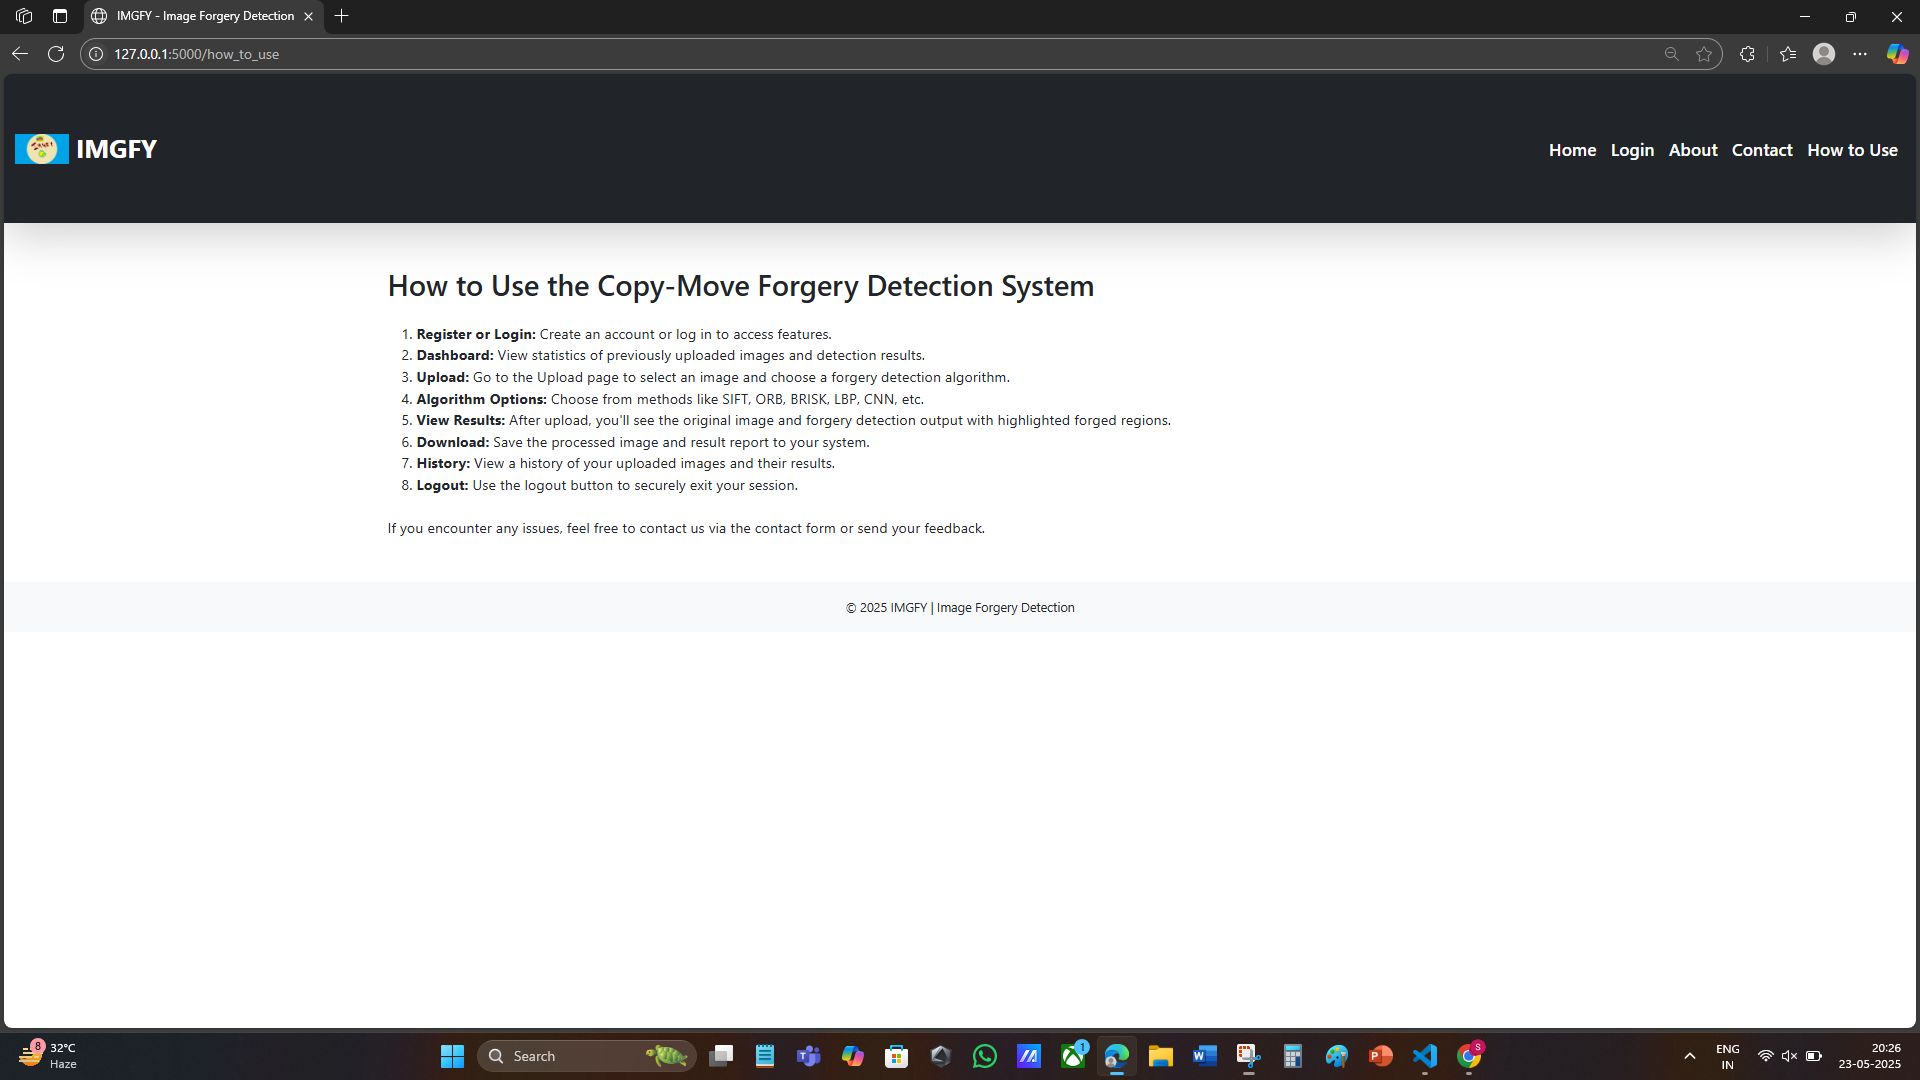 IMGFY - Image Forgery Detection
127.0.0.1:5000/how_to_use
IMGFY
Home Login About Contact How to Use
How to Use the Copy-Move Forgery Detection System
1. Register or Login: Create an account or log in to access features.
2. Dashboard: View statistics of previously uploaded images and detection results.
3. Upload: Go to the Upload page to select an image and choose a forgery detection algorithm.
4. Algorithm Options: Choose from methods like SIFT, ORB, BRISK, LBP, CNN, etc.
5. View Results: After upload, you'll see the original image and forgery detection output with highlighted forged regions.
6. Download: Save the processed image and result report to your system.
7. History: View a history of your uploaded images and their results.
8. Logout: Use the logout button to securely exit your session.
If you encounter any issues, feel free to contact us via the contact form or send your feedback.
© 2025 IMGFY | Image Forgery Detection
8
32°C
Haze
Search
1
S
ENG
IN
20:26
23-05-2025